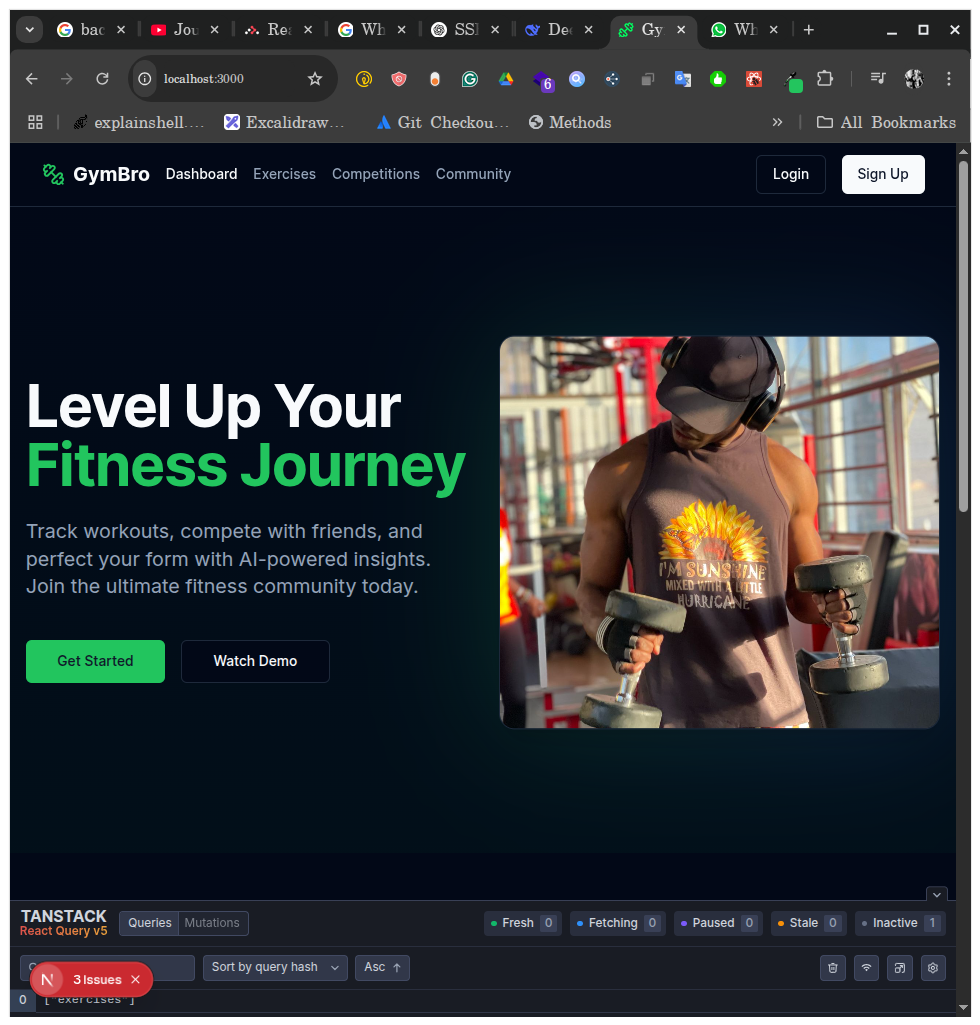 bac
Jou
Rea
Wh
SSI
Dee
Gy
Wh
localhost:3000
6
explainshell....
Excalidraw...
Git Checkou...
Methods
All Bookmarks
GymBro
Dashboard
Exercises
Competitions
Community
Login
Sign Up
Level Up Your
Fitness Journey
Track workouts, compete with friends, and
perfect your form with AI-powered insights.
Join the ultimate fitness community today.
Get Started
Watch Demo
I'M SUNSHINE
MIXED WITH A LITTLE
HURRICANE
TANSTACK
React Query v5
Queries
Mutations
Fresh 0
Fetching 0
Paused 0
Stale 0
Inactive 1
Sort by query hash
Asc ↑
N 3 Issues
0 ["exercises"]